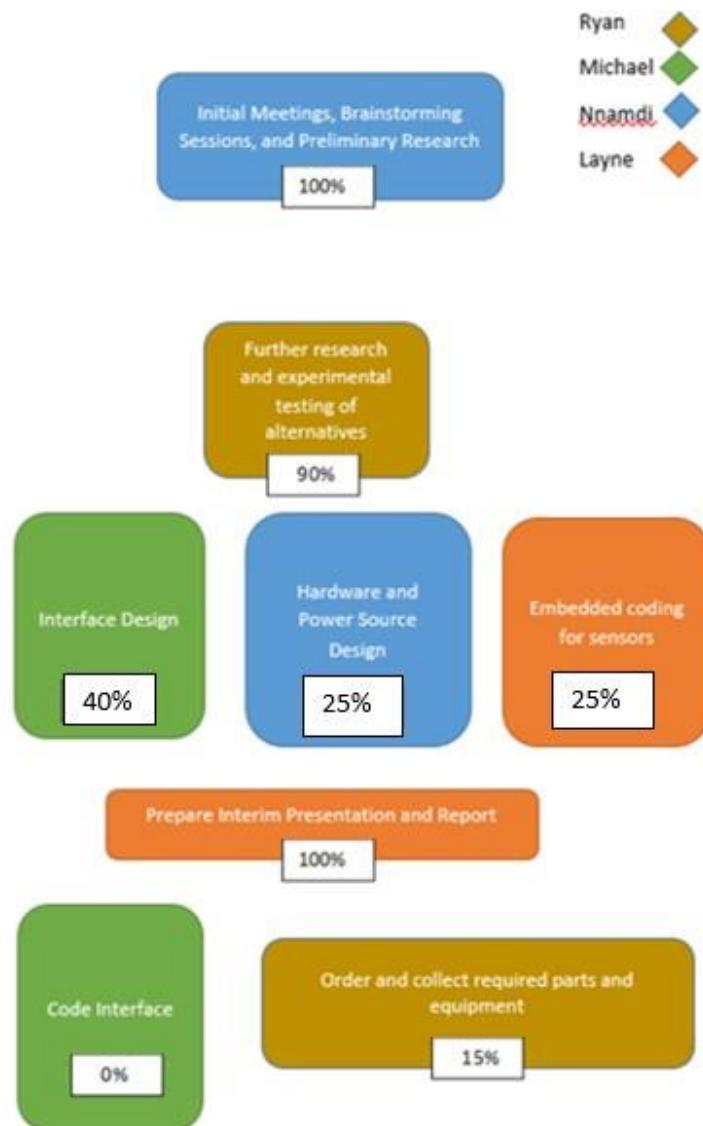 Ryan
Michael
Nnamdi
Layne
Initial Meetings, Brainstorming
Sessions, and Preliminary Research
100%
Further research
and experimental
testing of
alternatives
90%
Interface Design
40%
Hardware and
Power Source
Design
25%
Embedded coding
for sensors
25%
Prepare Interim Presentation and Report
100%
Code Interface
0%
Order and collect required parts and
equipment
15%